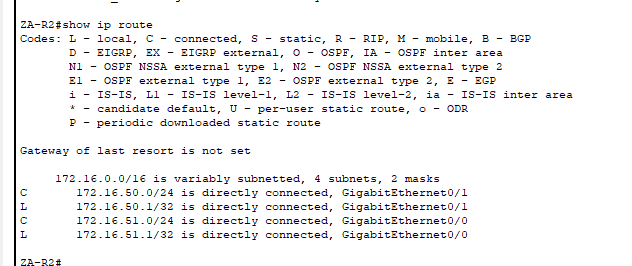 ZA-R2#show ip route
Codes: L - local, C - connected, S - static, R - RIP, M - mobile, B - BGP
       D - EIGRP, EX - EIGRP external, O - OSPF, IA - OSPF inter area
       N1 - OSPF NSSA external type 1, N2 - OSPF NSSA external type 2
       E1 - OSPF external type 1, E2 - OSPF external type 2, E - EGP
       i - IS-IS, L1 - IS-IS level-1, L2 - IS-IS level-2, ia - IS-IS inter area
       * - candidate default, U - per-user static route, o - ODR
       P - periodic downloaded static route
Gateway of last resort is not set
     172.16.0.0/16 is variably subnetted, 4 subnets, 2 masks
C       172.16.50.0/24 is directly connected, GigabitEthernet0/1
L       172.16.50.1/32 is directly connected, GigabitEthernet0/1
C       172.16.51.0/24 is directly connected, GigabitEthernet0/0
L       172.16.51.1/32 is directly connected, GigabitEthernet0/0
ZA-R2#